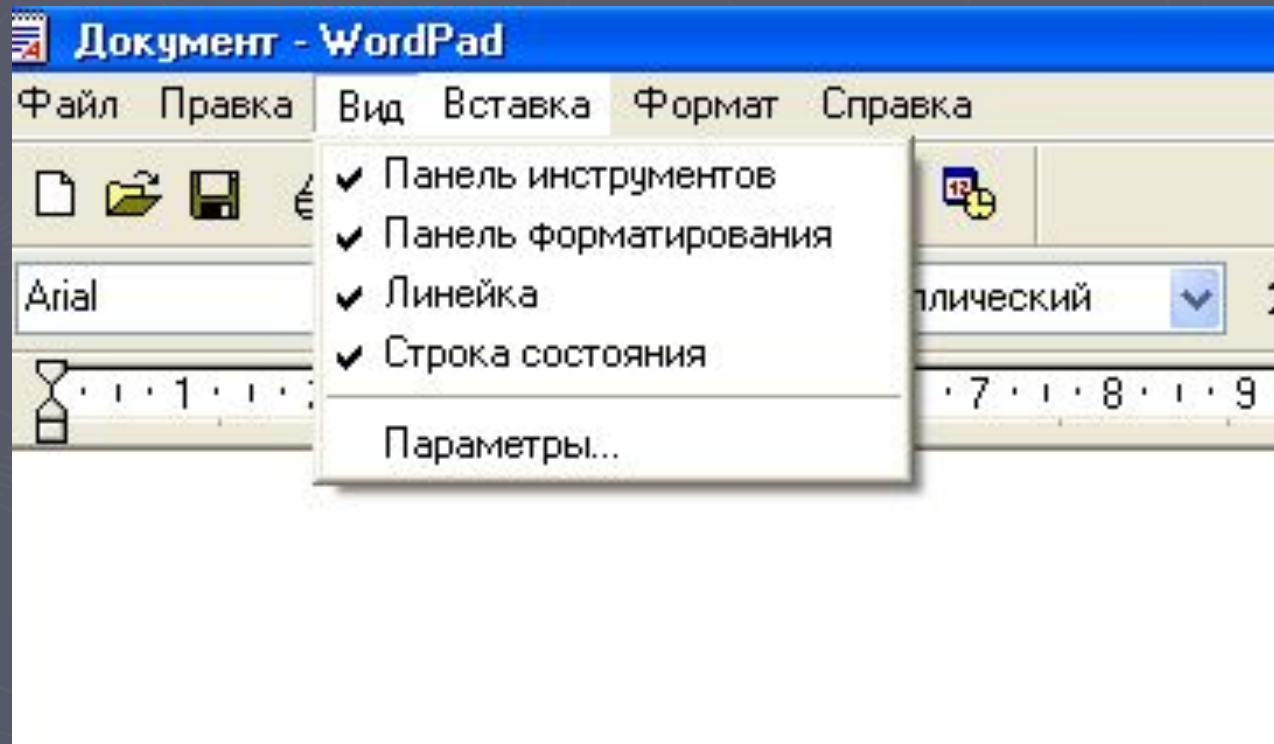 Документ - WordPad
Файл Правка Вид Вставка Формат Справка
Панель инструментов
Панель форматирования
Arial
Линейка
Строка состояния
1 7 8 9
Параметры...